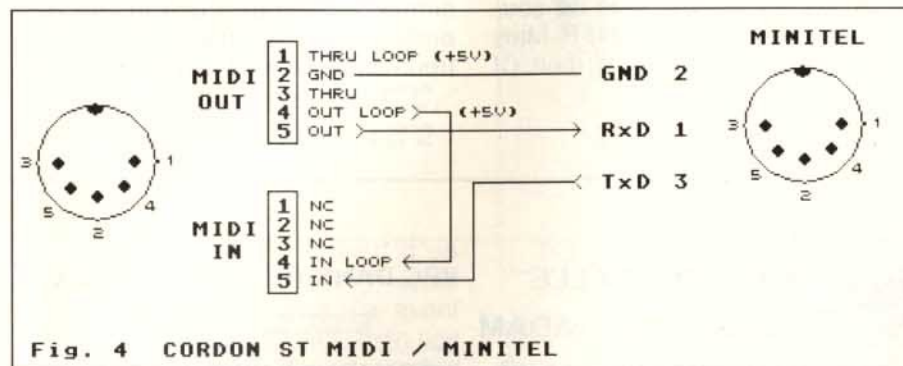 MINITEL
MIDI OUT
1 THRU LOOP (+5V)
2 GND
3 THRU
4 OUT LOOP (+5V)
5 OUT
GND 2
RxD 1
TxD 3
3
1
5
4
2
3
1
5
4
2
MIDI IN
1 NC
2 NC
3 NC
4 IN LOOP
5 IN
Fig. 4 CORDON ST MIDI / MINITEL